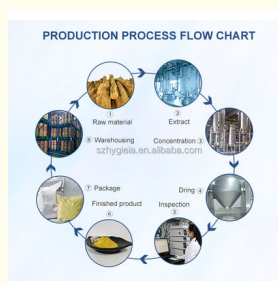 PRODUCTION PROCESS FLOW CHART
① Raw material
② Extract
Concentration ③
Dring ④
Inspection ⑤
⑥ Finished product
⑦ Package
⑧ Warehousing
szhygieia.en.alibaba.com